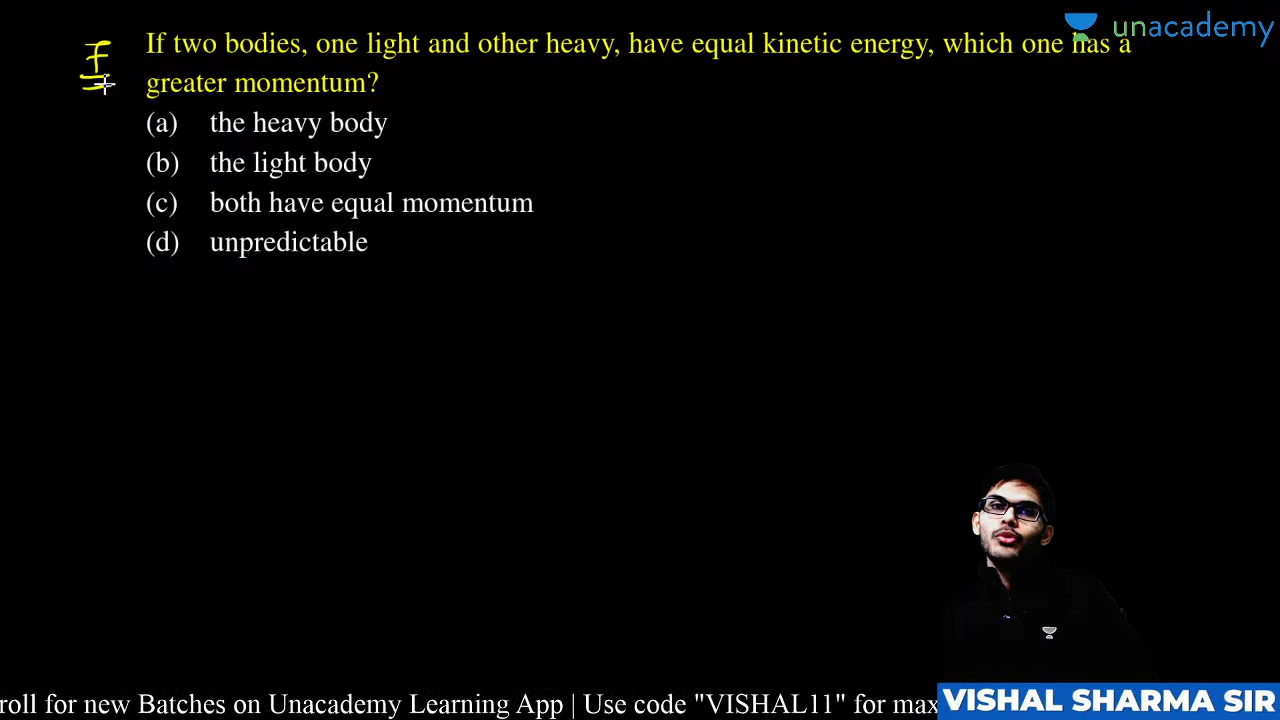 unacademy
If two bodies, one light and other heavy, have equal kinetic energy, which one has a
greater momentum?
(a) the heavy body
(b) the light body
(c) both have equal momentum
(d) unpredictable
roll for new Batches on Unacademy Learning App | Use code "VISHAL11" for max
VISHAL SHARMA SIR